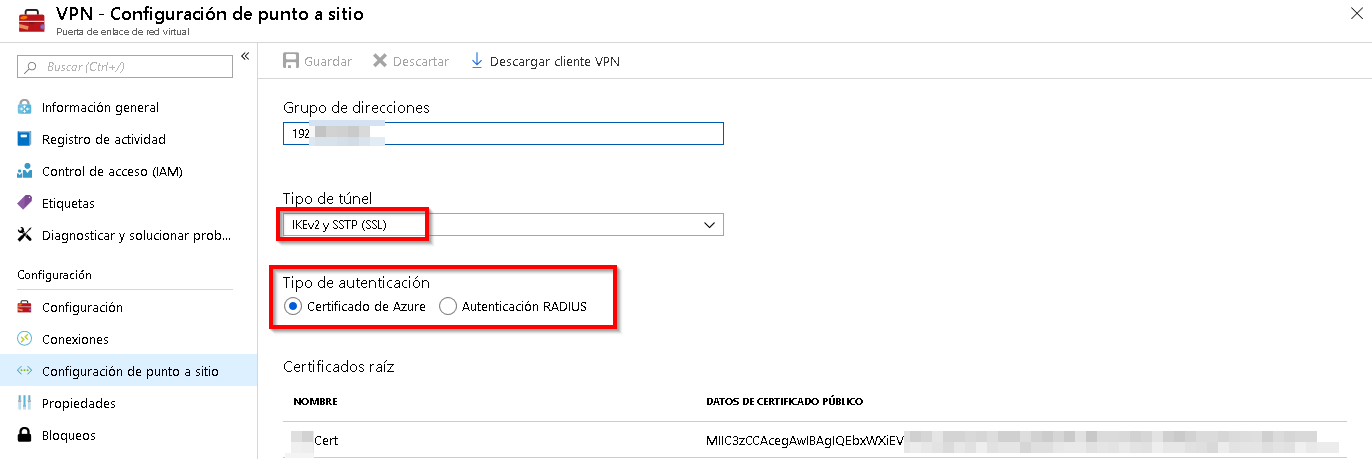 VPN - Configuración de punto a sitio
Puerta de enlace de red virtual
Buscar (Ctrl+/)
«
Guardar Descartar Descargar cliente VPN
Información general
Registro de actividad
Control de acceso (IAM)
Etiquetas
Diagnosticar y solucionar prob...
Configuración
Configuración
Conexiones
Configuración de punto a sitio
Propiedades
Bloqueos
Grupo de direcciones
192
Tipo de túnel
IKEv2 y SSTP (SSL)
Tipo de autenticación
Certificado de Azure Autenticación RADIUS
Certificados raíz
NOMBRE DATOS DE CERTIFICADO PÚBLICO
Cert MIIC3zCCAcegAwIBAgIQEbxWXiEV